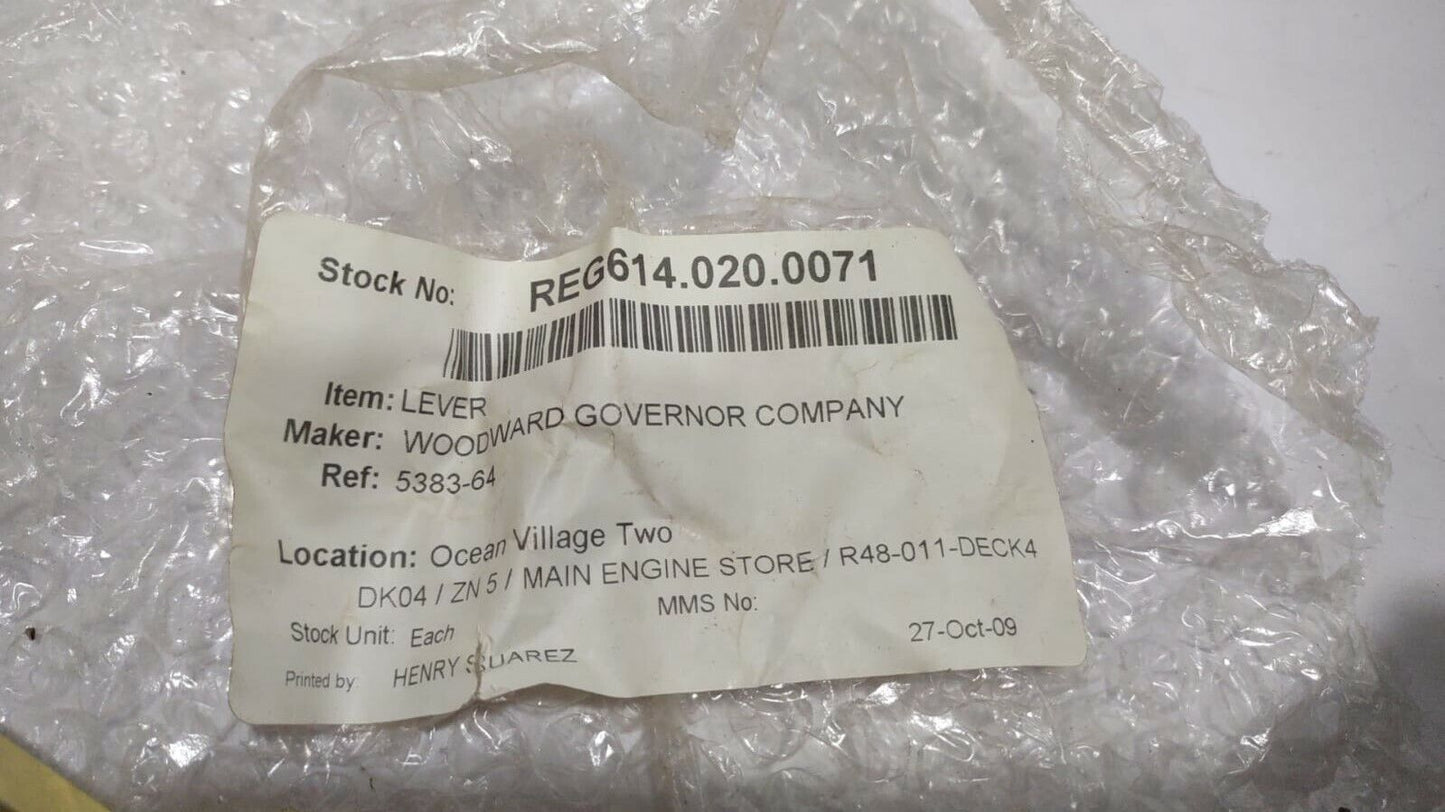 Stock No: REG614.020.0071
Item: LEVER
Maker: WOODWARD GOVERNOR COMPANY
Ref: 5383-64
Location: Ocean Village Two
DK04 / ZN 5 / MAIN ENGINE STORE / R48-011-DECK4
MMS No:
Stock Unit: Each
27-Oct-09
Printed by HENRY